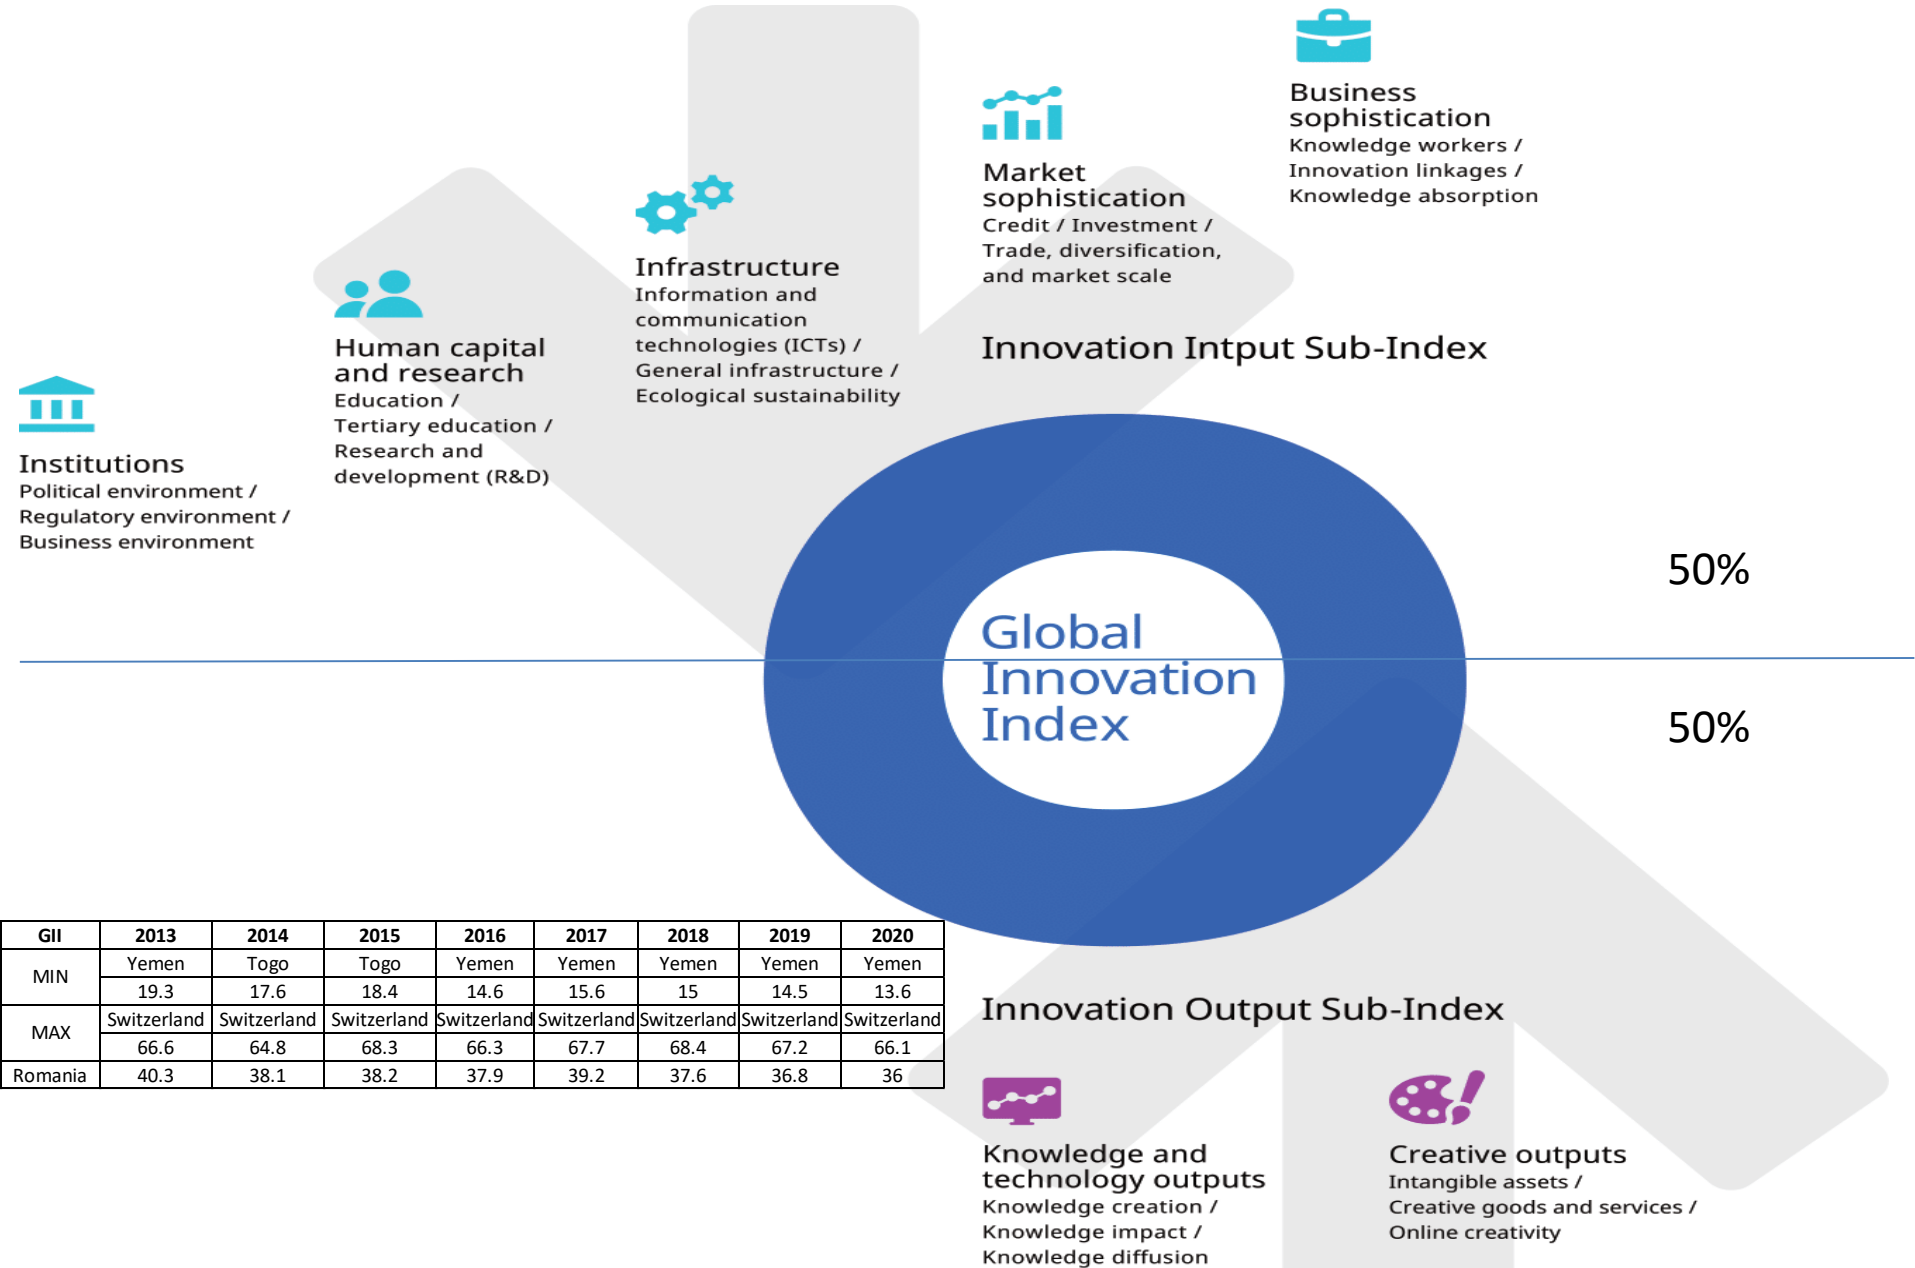 Business
sophistication
Knowledge workers /
Innovation linkages /
Knowledge absorption
Market
sophistication
Credit / Investment /
Trade, diversification,
and market scale
Infrastructure
Information and
communication
technologies (ICTs) /
General infrastructure /
Ecological sustainability
Human capital
and research
Education /
Tertiary education /
Research and
development (R&D)
Institutions
Political environment /
Regulatory environment /
Business environment
Innovation Intput Sub-Index
50%
Global
Innovation
Index
50%
GII 2013 2014 2015 2016 2017 2018 2019 2020
MIN Yemen Togo Togo Yemen Yemen Yemen Yemen Yemen
19.3 17.6 18.4 14.6 15.6 15 14.5 13.6
MAX Switzerland Switzerland Switzerland Switzerland Switzerland Switzerland Switzerland Switzerland
66.6 64.8 68.3 66.3 67.7 68.4 67.2 66.1
Romania 40.3 38.1 38.2 37.9 39.2 37.6 36.8 36
Innovation Output Sub-Index
Knowledge and
technology outputs
Knowledge creation /
Knowledge impact /
Knowledge diffusion
Creative outputs
Intangible assets /
Creative goods and services /
Online creativity